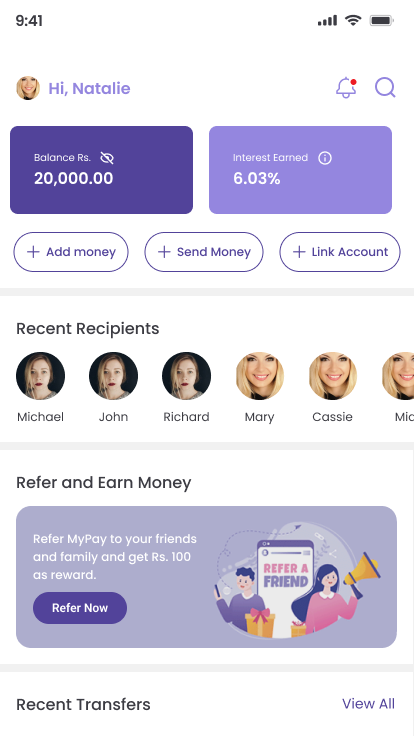 9:41
Hi, Natalie
Balance Rs.
20,000.00
Interest Earned
6.03%
Add money
Send Money
Link Account
Recent Recipients
Michael
John
Richard
Mary
Cassie
Refer and Earn Money
Refer MyPay to your friends
and family and get Rs. 100
as reward.
Refer Now
REFER A
FRIEND
Recent Transfers
View All